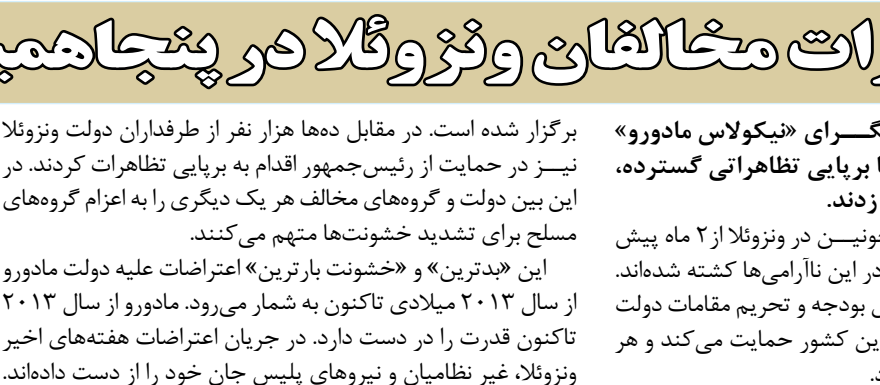 ات مخالفان ونزوئلا در پنجاهمی
گرای «نیکولاس مادورو»
ا برپایی تظاهراتی گسترده،
زدند.
ونیسن در ونزوئلا از ۲ ماه پیش
در این ناآرامی‌ها کشته شده‌اند.
بودجه و تحریم مقامات دولت
ین کشور حمایت می‌کند و هر
برگزار شده است. در مقابل ده‌ها هزار نفر از طرفداران دولت ونزوئلا
نیز در حمایت از رئیس‌جمهور اقدام به برپایی تظاهرات کردند. در
این بین دولت و گروه‌های مخالف هر یک دیگری را به اعزام گروه‌های
مسلح برای تشدید خشونت‌ها متهم می‌کنند.
این «بدترین» و «خشونت بارترین» اعتراضات علیه دولت مادورو
از سال ۲۰۱۳ میلادی تاکنون به شمار می‌رود. مادورو از سال ۲۰۱۳
تاکنون قدرت را در دست دارد. در جریان اعتراضات هفته‌های اخیر
ونزوئلا، غیر نظامیان و نیروهای پلیس جان خود را از دست داده‌اند.